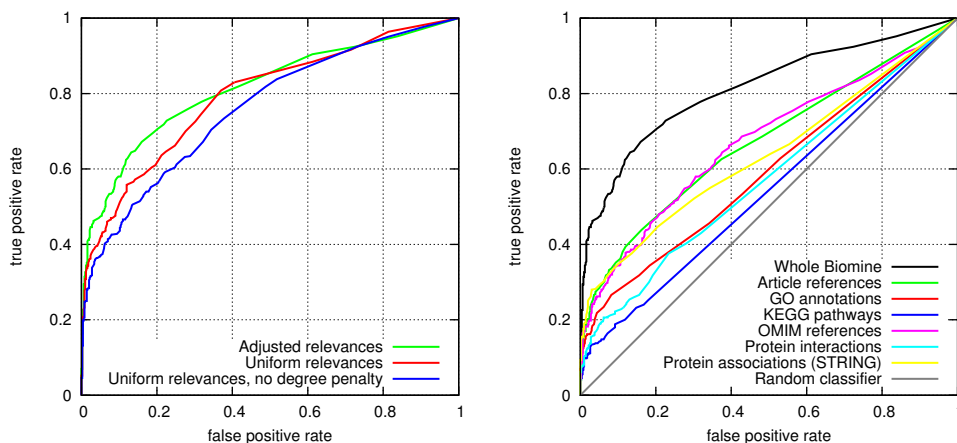 1
0.8
0.6
0.4
0.2
0
true positive rate
Adjusted relevances
Uniform relevances
Uniform relevances, no degree penalty
0 0.2 0.4 0.6 0.8 1
false positive rate
1
0.8
0.6
0.4
0.2
0
true positive rate
Whole Biomine
Article references
GO annotations
KEGG pathways
OMIM references
Protein interactions
Protein associations (STRING)
Random classifier
0 0.2 0.4 0.6 0.8 1
false positive rate